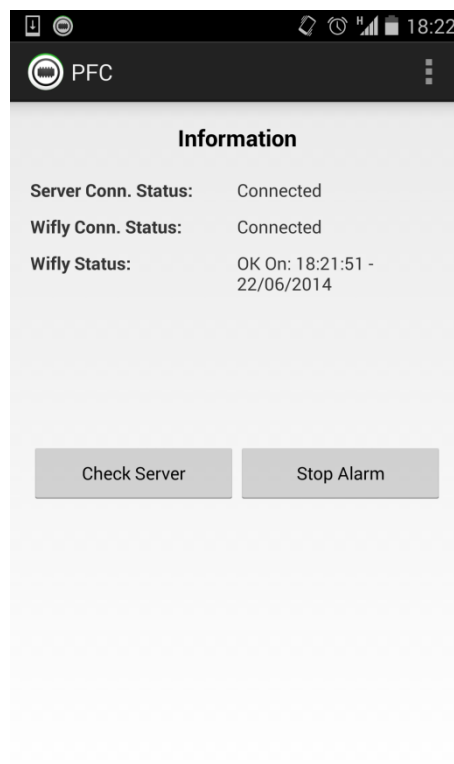 H 18:22
PFC
Information
Server Conn. Status: Connected
Wifly Conn. Status: Connected
Wifly Status: OK On: 18:21:51 -
22/06/2014
Check Server Stop Alarm